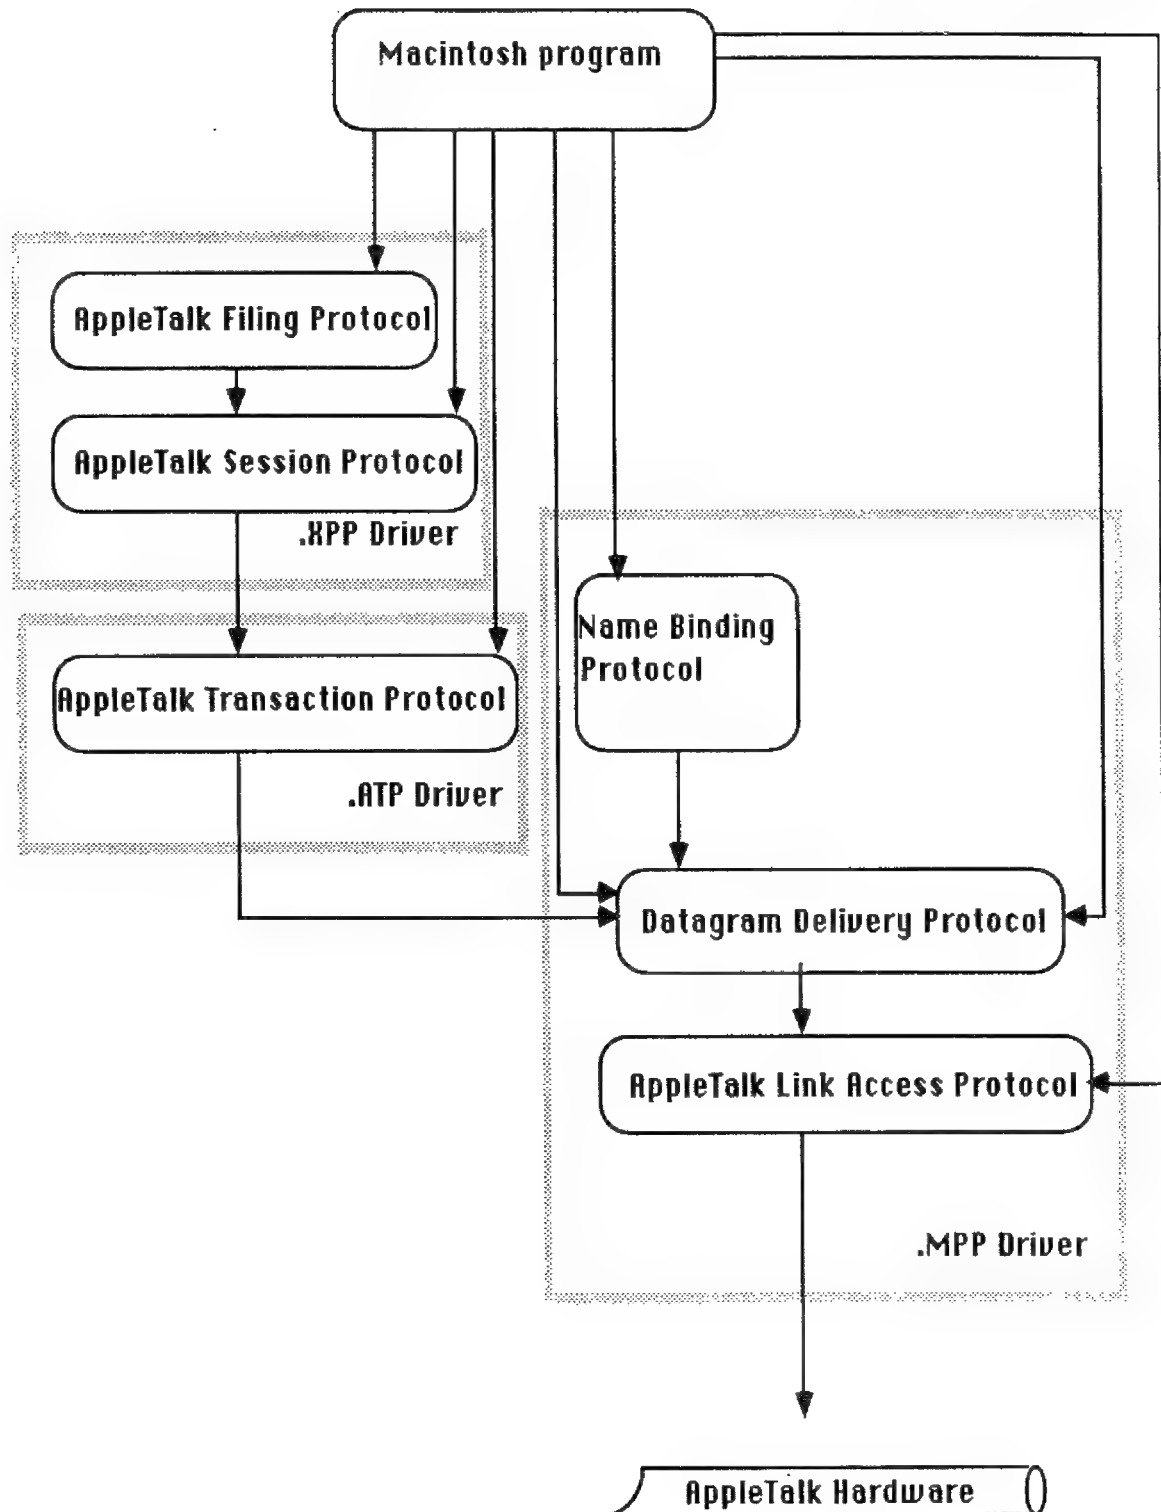 Macintosh program
AppleTalk Filing Protocol
AppleTalk Session Protocol
.XPP Driver
Name Binding
Protocol
AppleTalk Transaction Protocol
.ATP Driver
Datagram Delivery Protocol
AppleTalk Link Access Protocol
.MPP Driver
AppleTalk Hardware